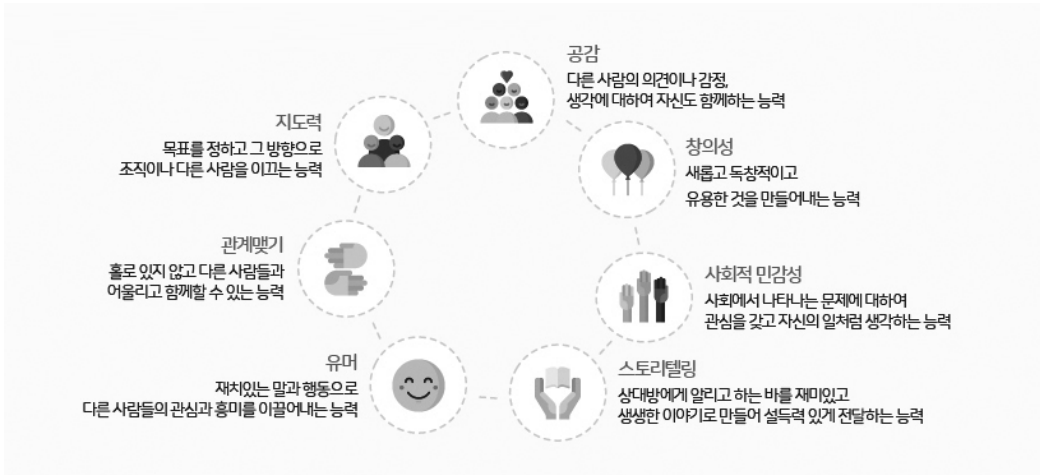 공감
다른 사람의 의견이나 감정,
생각에 대하여 자신도 함께하는 능력
창의성
새롭고 독창적이고
유용한 것을 만들어내는 능력
사회적 민감성
사회에서 나타나는 문제에 대하여
관심을 갖고 자신의 일처럼 생각하는 능력
스토리텔링
상대방에게 알리고 하는 바를 재미있고
생생한 이야기로 만들어 설득력 있게 전달하는 능력
유머
재치있는 말과 행동으로
다른 사람들의 관심과 흥미를 이끌어내는 능력
관계맺기
홀로 있지 않고 다른 사람들과
어울리고 함께할 수 있는 능력
지도력
목표를 정하고 그 방향으로
조직이나 다른 사람을 이끄는 능력